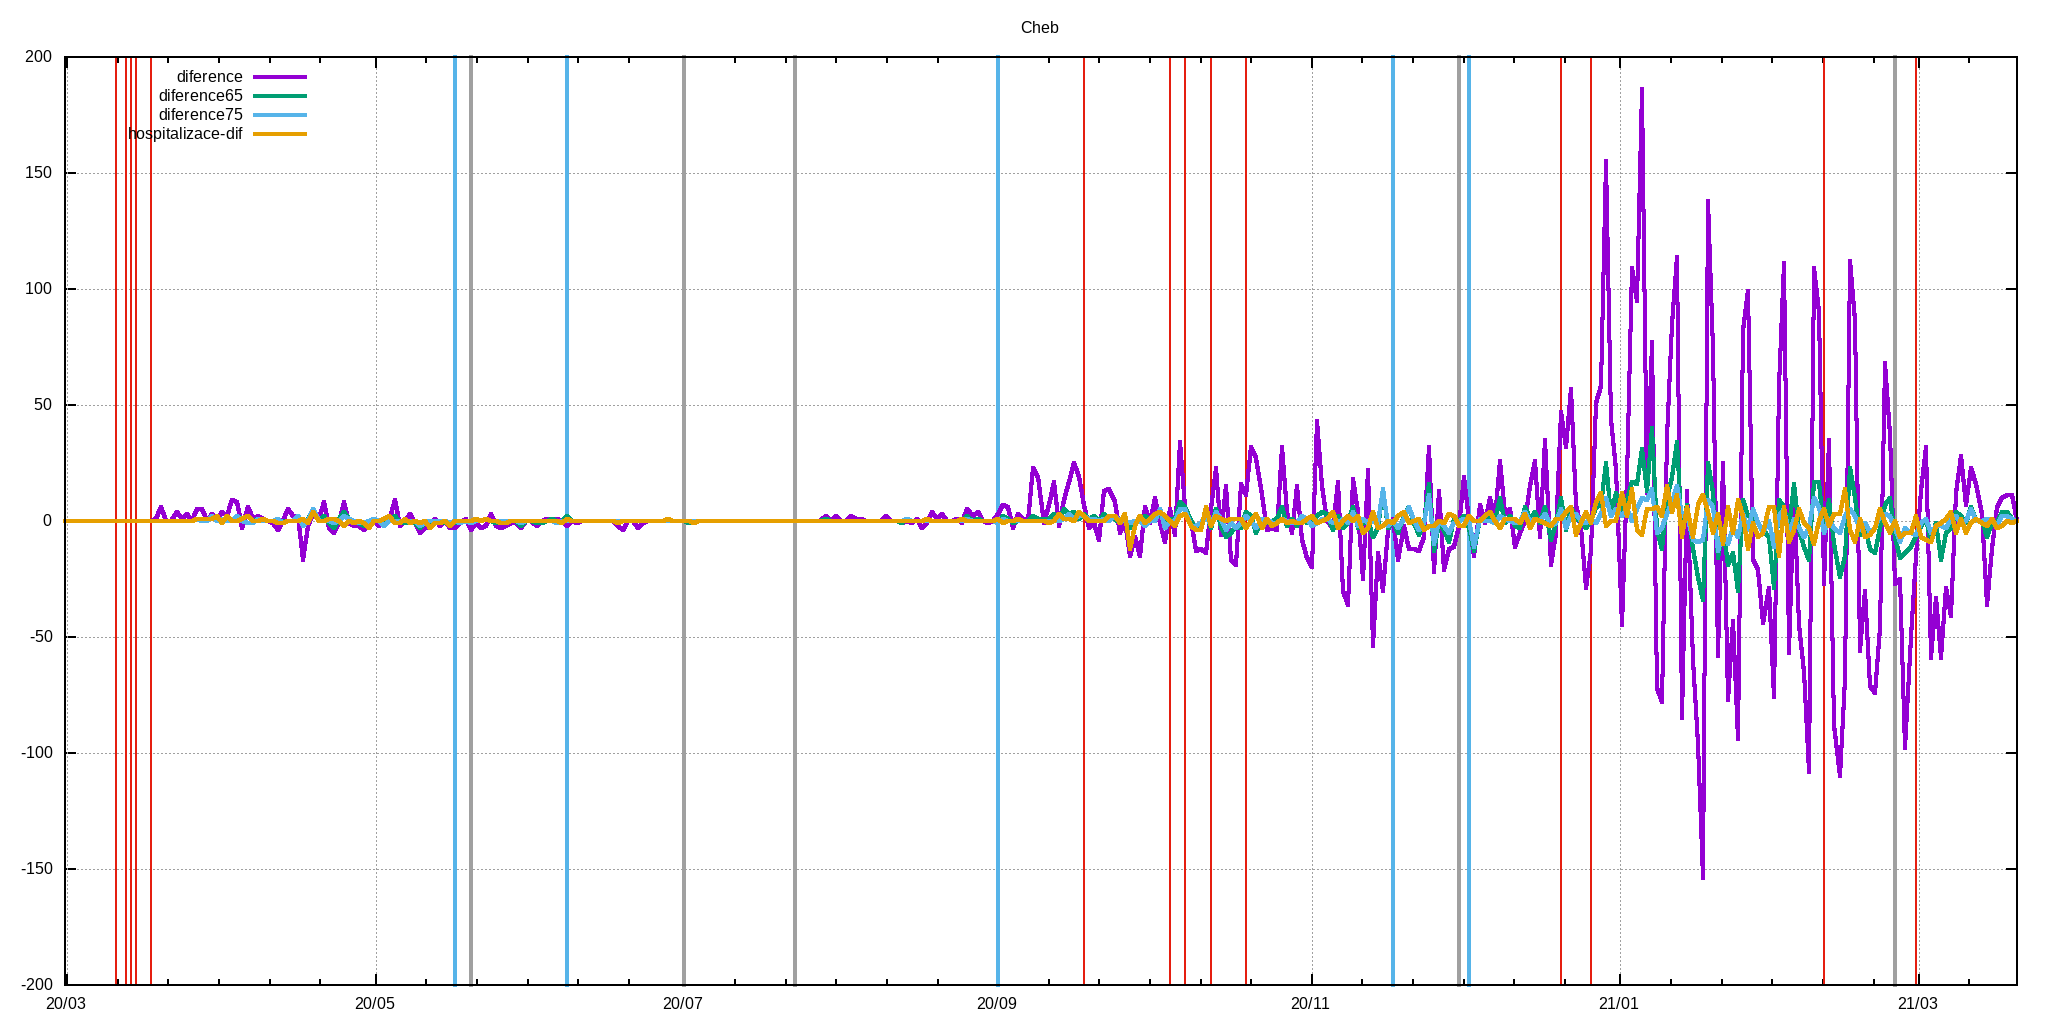 Cheb
200
150
100
50
0
-50
-100
-150
-200
diference
diference65
diference75
hospitalizace-dif
20/03 20/05 20/07 20/09 20/11 21/01 21/03